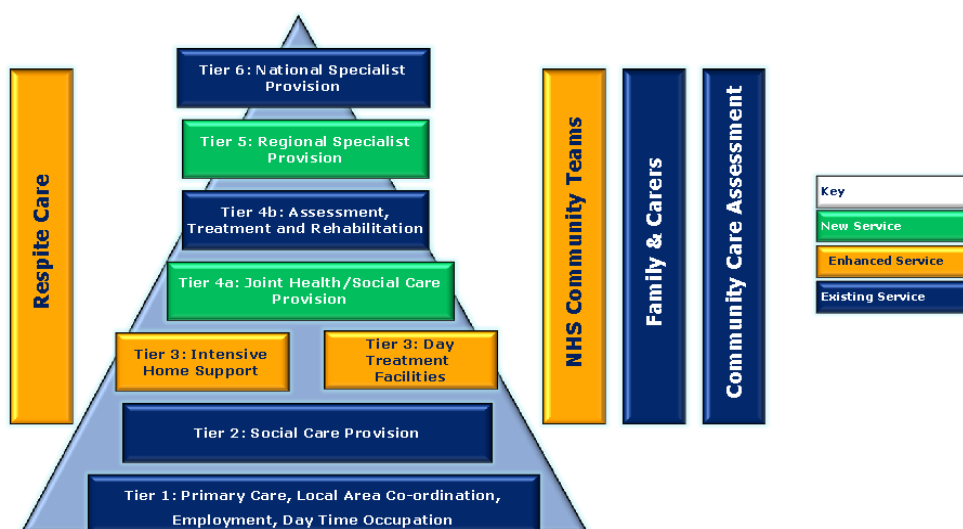 Respite Care
Tier 6: National Specialist
Provision
Tier 5: Regional Specialist
Provision
Tier 4b: Assessment,
Treatment and Rehabilitation
Tier 4a: Joint Health/Social Care
Provision
Tier 3: Intensive
Home Support
Tier 3: Day
Treatment
Facilities
Tier 2: Social Care Provision
Tier 1: Primary Care, Local Area Co-ordination,
Employment, Day Time Occupation
NHS Community Teams
Family & Carers
Community Care Assessment
Key
New Service
Enhanced Service
Existing Service